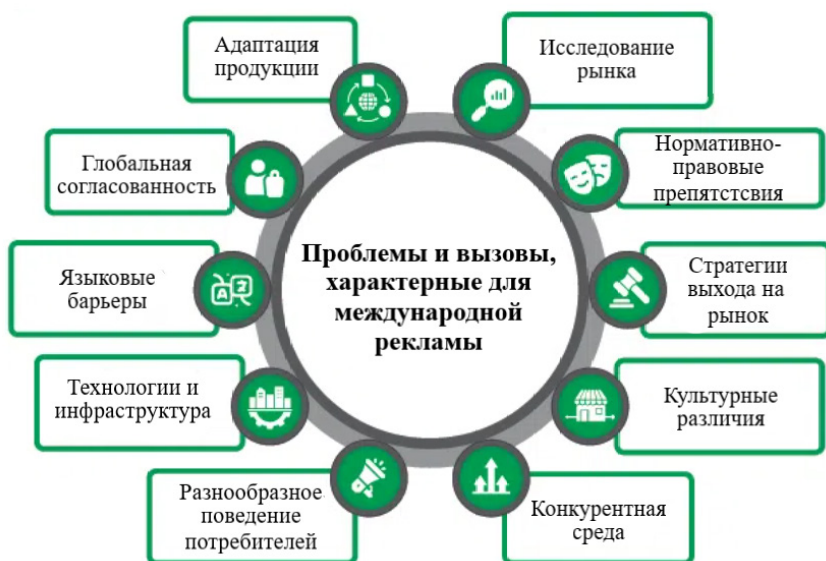 Адаптация
продукции
Исследование
рынка
Глобальная
согласованность
Нормативно-
правовые
препятстсвия
Проблемы и вызовы,
характерные для
международной
рекламы
Языковые
барьеры
Стратегии
выхода на
рынок
Технологии и
инфраструктура
Культурные
различия
Разнообразное
поведение
потребителей
Конкурентная
среда